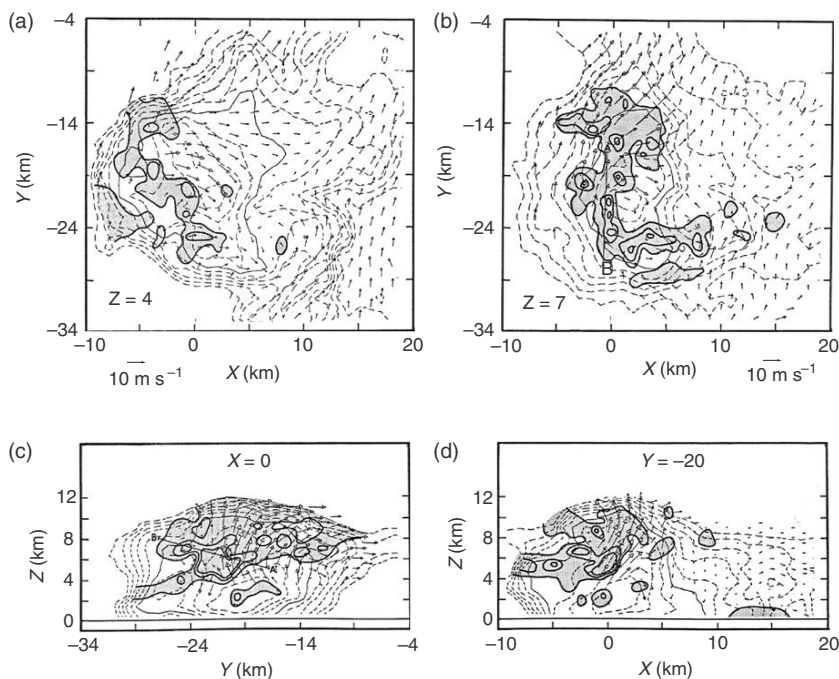 (a)
−4
−14
−24
−34
Y (km)
Z = 4
−10 0 10 20
10 m s−1
X (km)
(b)
−4
−14
−24
−34
Y (km)
B
Z = 7
−10 0 10 20
X (km)
10 m s−1
(c)
X = 0
12
8
4
0
Z (km)
A
−34 −24 −14 −4
Y (km)
(d)
Y = −20
12
8
4
0
Z (km)
−10 0 10 20
X (km)